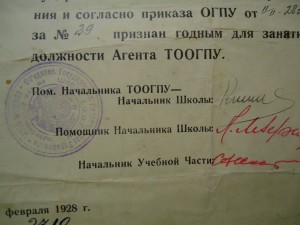 ния и согласно приказа ОГПУ от
за № 29, признан годным для заня
должности Агента ТООГПУ.
Пом. Начальника ТООГПУ—
Начальник Школы:
Помощник Начальника Школы:
Начальник Учебной Части:
февраля 1928 г.